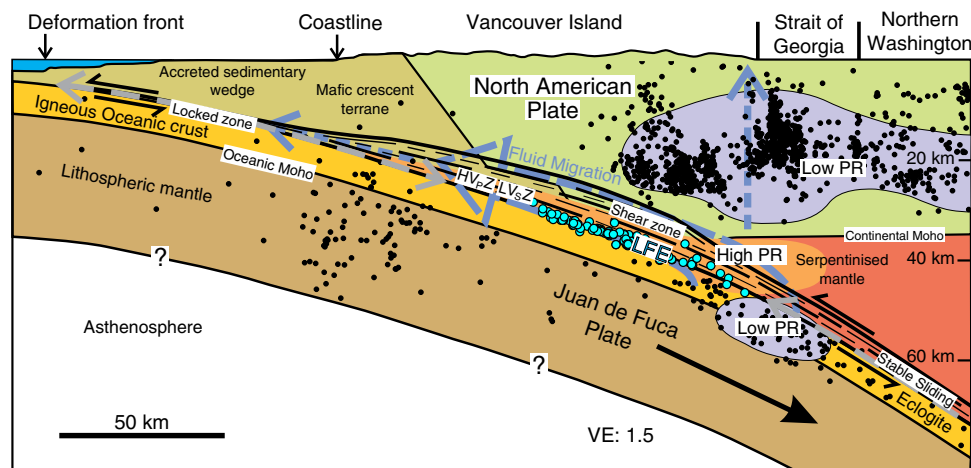 Deformation front
Coastline
Vancouver Island
Strait of
Georgia
Northern
Washington
Accreted sedimentary
wedge
Mafic crescent
terrane
North American
Plate
Igneous Oceanic crust
Locked zone
Oceanic Moho
Lithospheric mantle
Fluid Migration
HVPZ LVSZ
Shear zone
LFE
Low PR
20 km
Continental Moho
High PR
Serpentinised
mantle
40 km
?
Asthenosphere
Juan de Fuca
Plate
Low PR
60 km
Stable Sliding
Eclogite
?
50 km
VE: 1.5